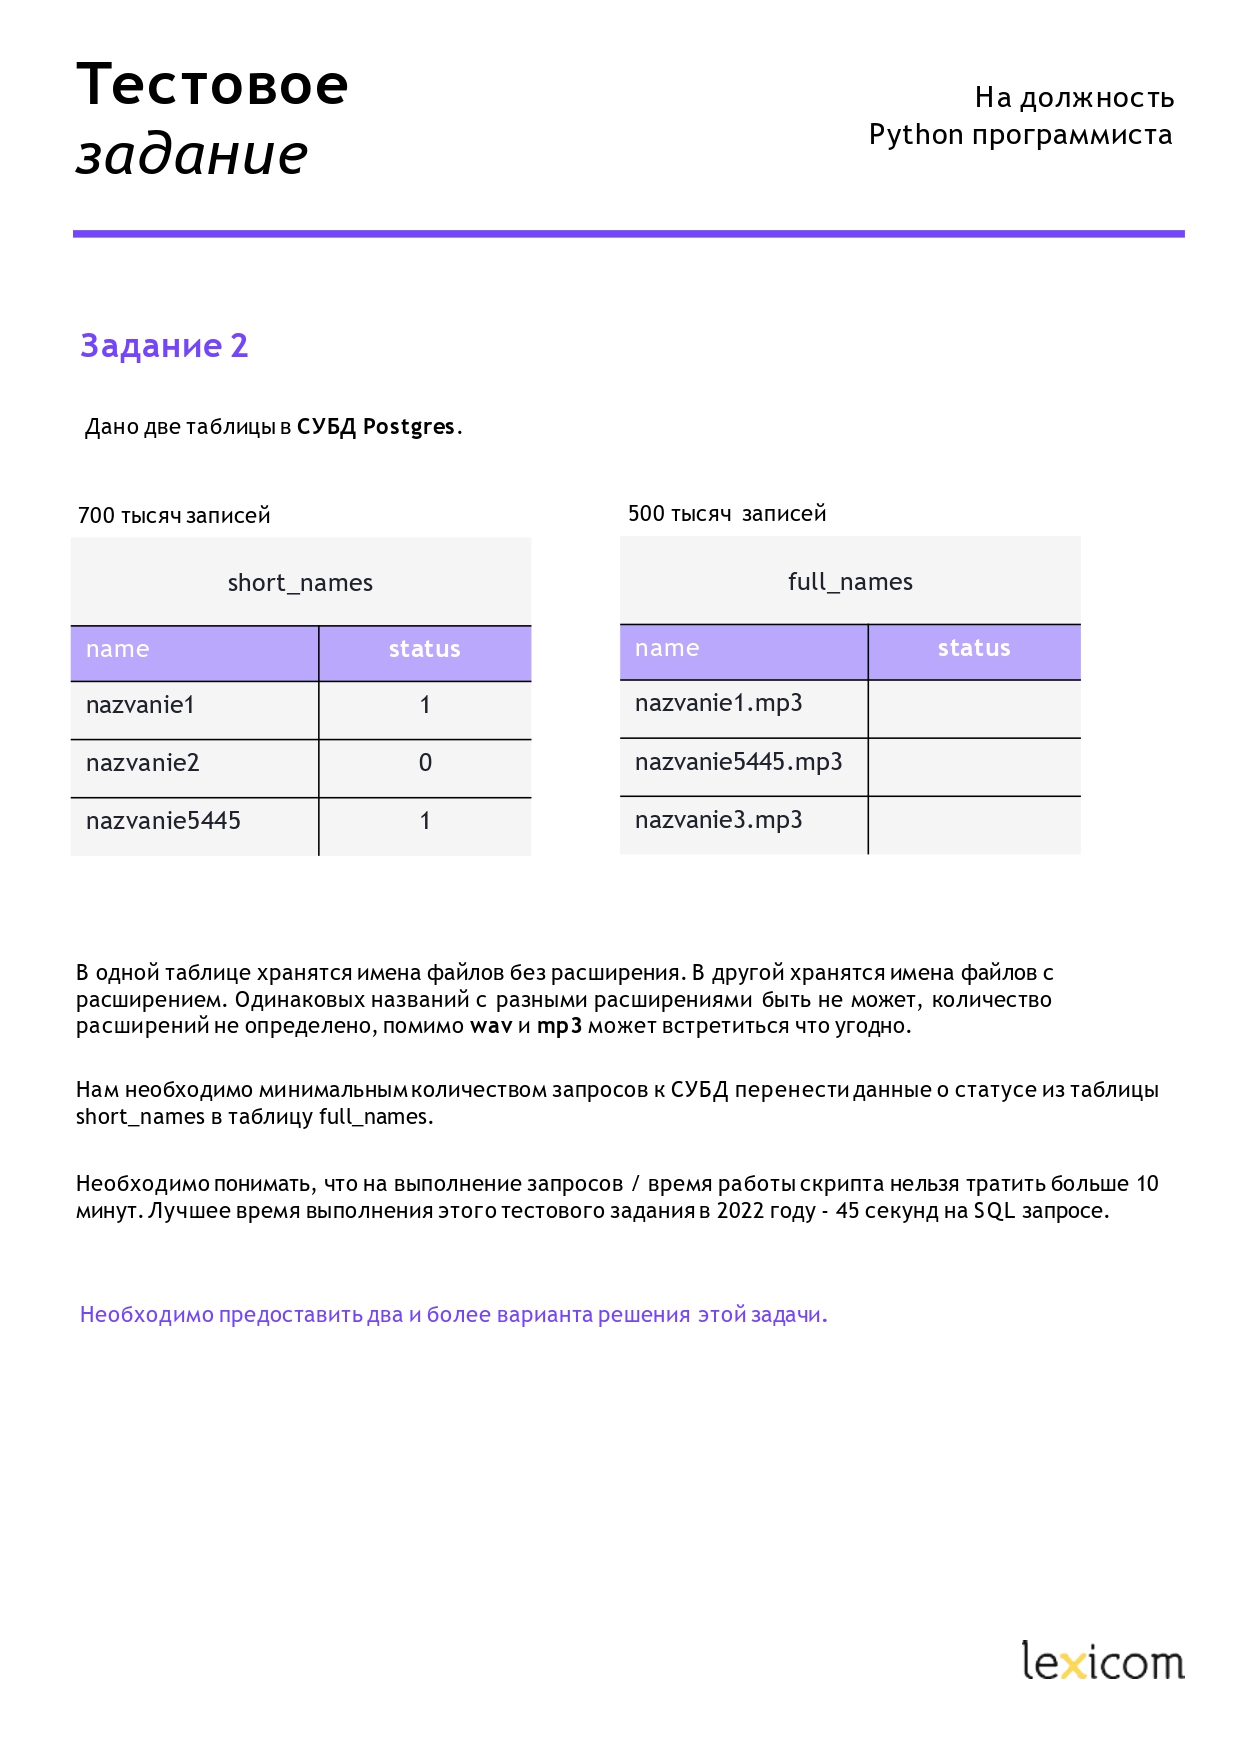 Тестовое
задание
На должность
Python программиста
Задание 2
Дано две таблицы в СУБД Postgres.
700 тысяч записей
short_names
name status
nazvanie1 1
nazvanie2 0
nazvanie5445 1
500 тысяч записей
full_names
name status
nazvanie1.mp3
nazvanie5445.mp3
nazvanie3.mp3
В одной таблице хранятся имена файлов без расширения. В другой хранятся имена файлов с
расширением. Одинаковых названий с разными расширениями быть не может, количество
расширений не определено, помимо wav и mp3 может встретиться что угодно.
Нам необходимо минимальным количеством запросов к СУБД перенести данные о статусе из таблицы
short_names в таблицу full_names.
Необходимо понимать, что на выполнение запросов / время работы скрипта нельзя тратить больше 10
минут. Лучшее время выполнения этого тестового задания в 2022 году - 45 секунд на SQL запросе.
Необходимо предоставить два и более варианта решения этой задачи.
lexicom